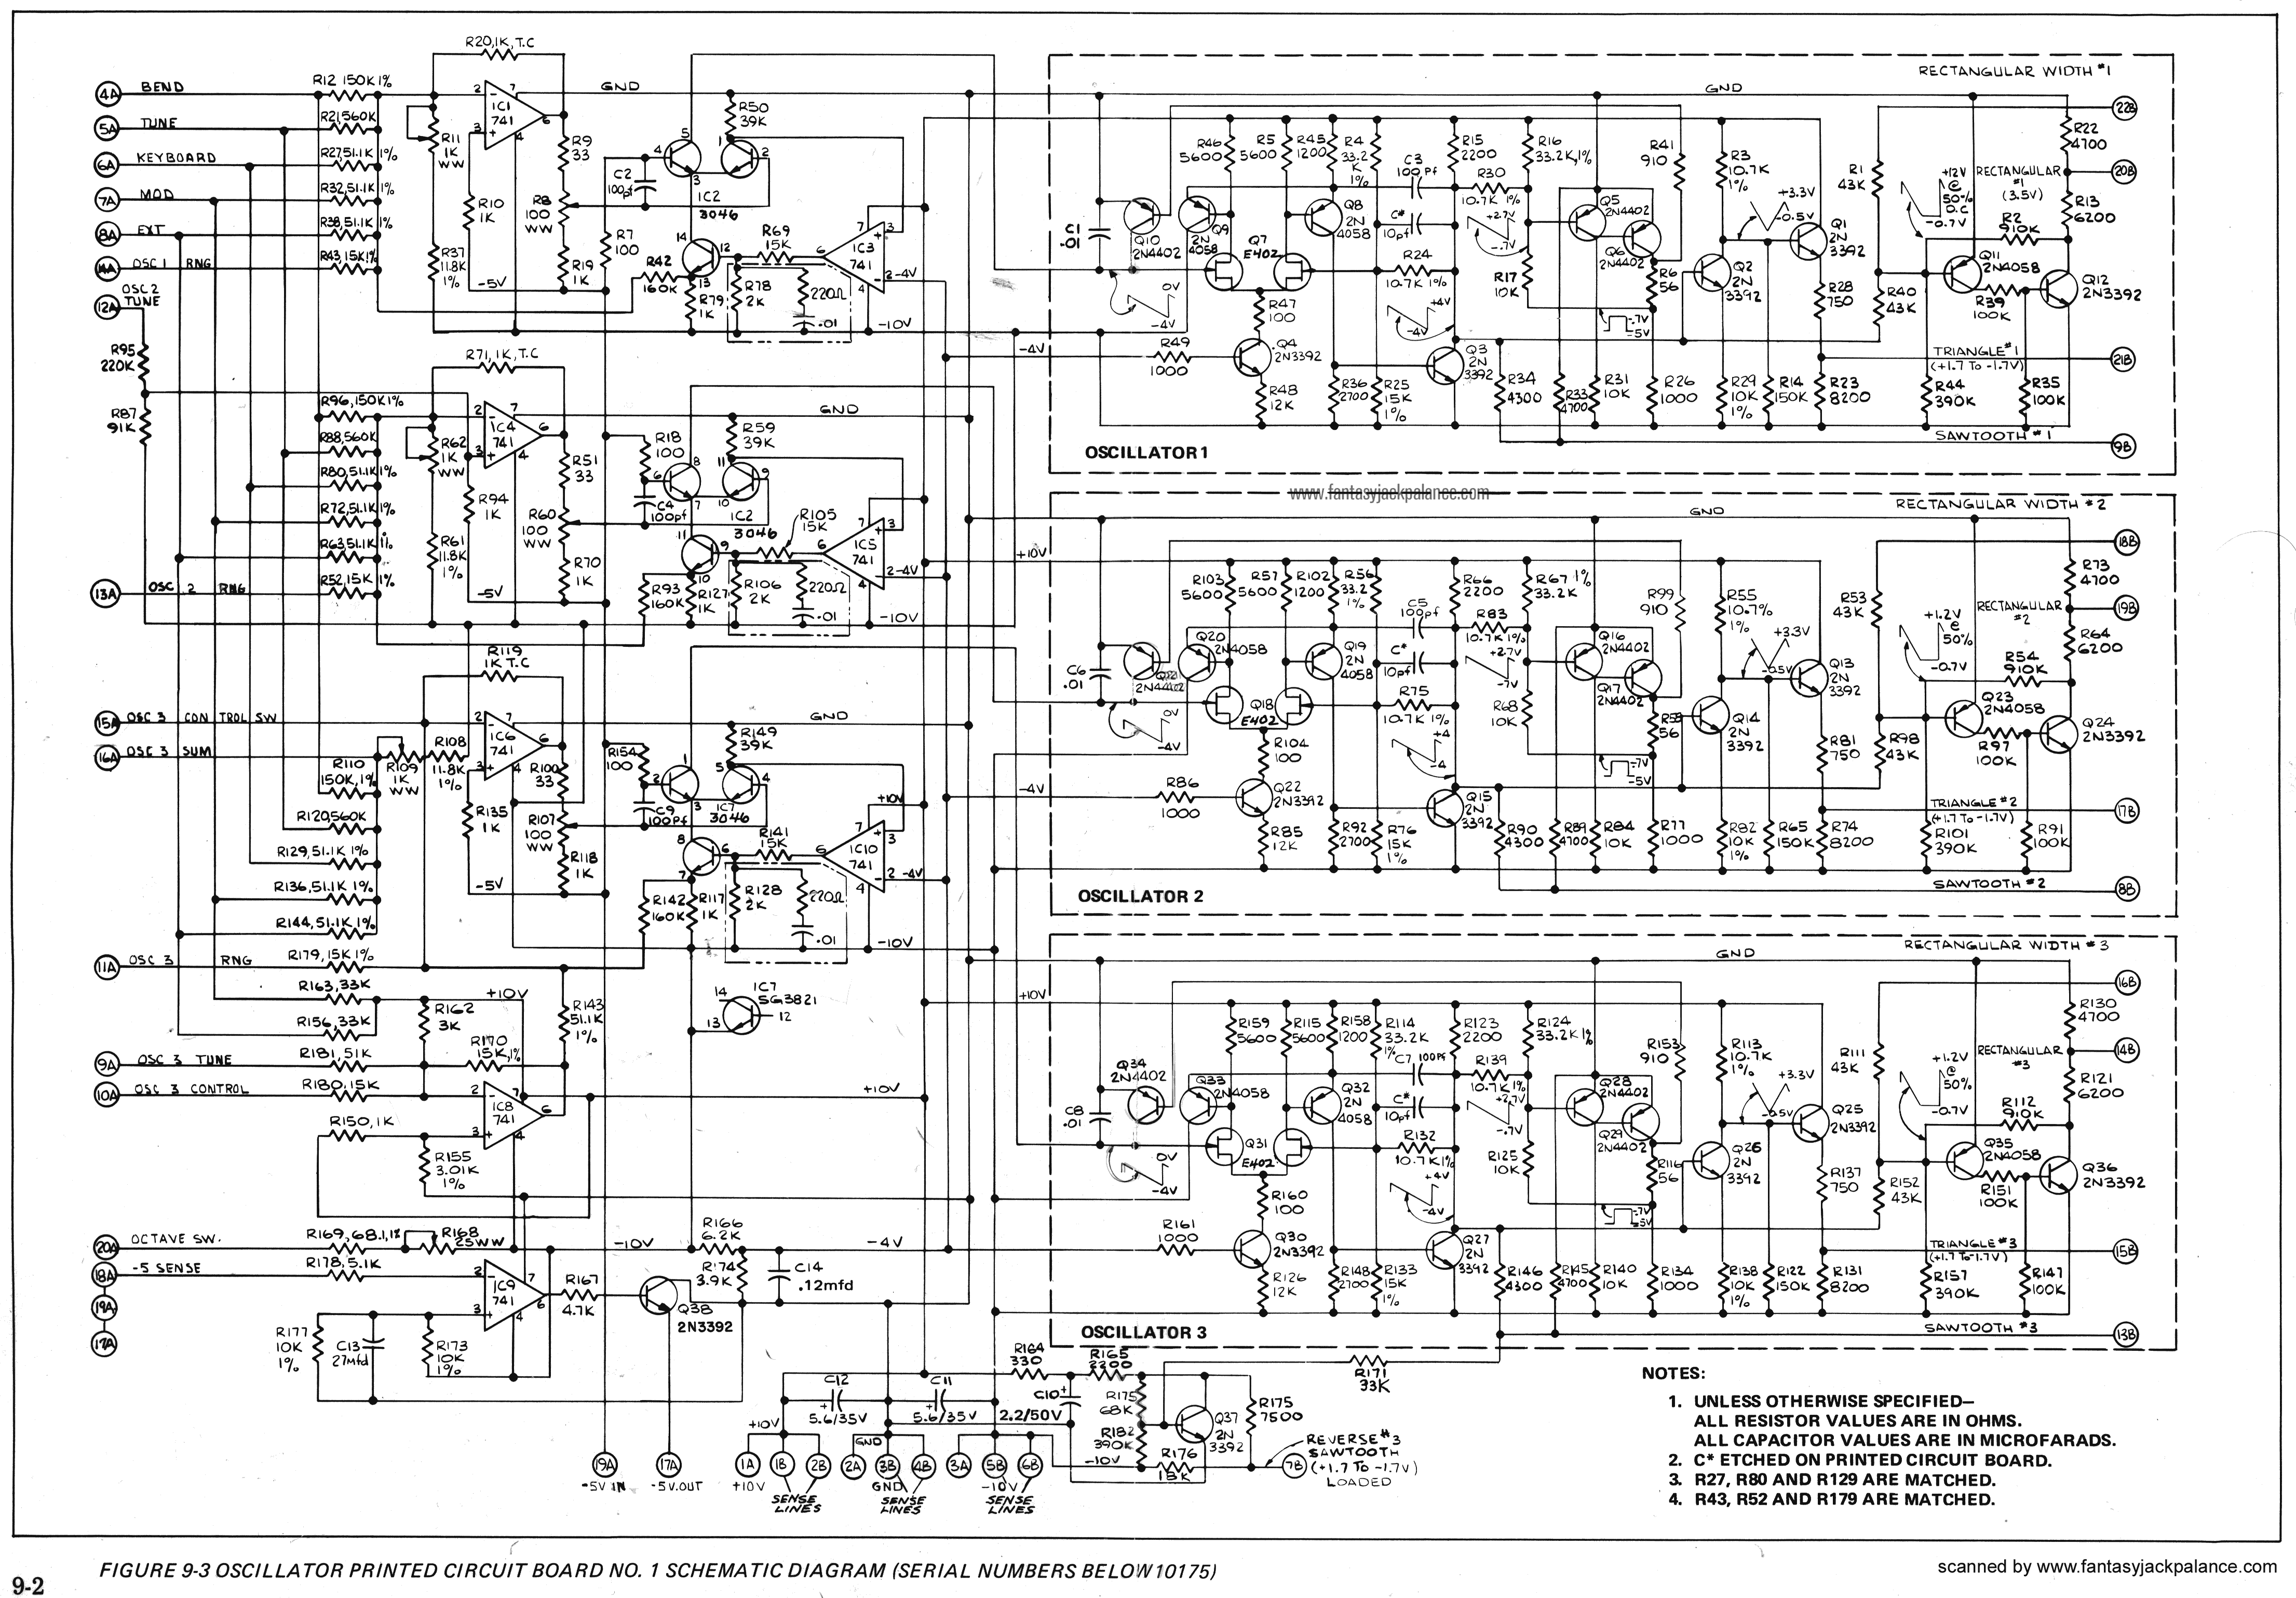 R20,1K,T.C
4A BEND
R12 150K 1%
5A TUNE
R21,560K
6A KEYBOARD
R27,51.1K 1%
7A MOD
R32,51.1K 1%
8A EXT
R38,51.1K 1%
14A OSC 1 RNG
R43,15K 1%
12A OSC 2 TUNE
R95 220K
R87 91K
R11 1K WW
R37 11.8K 1%
IC1 741
R10 1K
-5V
GND
R9 33
R8 100 WW
R19 1K
R7 100
C2 100pf
R50 39K
IC2 3046
R42 160K
R79 1K
R69 15K
R78 2K
220Ω
.01
IC3 741
-4V
-10V
R71,1K,T.C
R96,150K1%
R88,560K
R80,51.1K 1%
R72,51.1K 1%
R63,51.1K 1%
13A OSC 2 RNG
R52,15K 1%
R62 1K WW
R61 11.8K 1%
IC4 741
R94 1K
-5V
GND
R51 33
R60 100 WW
R70 1K
R18 100
C4 100pf
R59 39K
IC2 3046
R105 15K
R93 160K
R127 1K
R106 2K
220Ω
.01
IC5 741
-4V
-10V
+10V
R119 1K T.C
15A OSC 3 CONTROL SW
16A OSC 3 SUM
R110 150K,1%
R109 1K WW
R108 11.8K 1%
IC6 741
R135 1K
-5V
GND
R100 33
R107 100 WW
R118 1K
R154 100
C9 100pf
R149 39K
IC7 3046
R141 15K
R142 160K
R117 1K
R128 2K
220Ω
.01
+10V
IC10 741
-4V
-10V
R120,560K
R129,51.1K 1%
R136,51.1K 1%
R144,51.1K 1%
11A OSC 3 RNG
R179,15K 1%
R163,33K
R156,33K
R162 3K
+10V
R143 51.1K 1%
IC7 SG3821
9A OSC 3 TUNE
R181,51K
R170 15K,1%
10A OSC 3 CONTROL
R180,15K
IC8 741
+10V
R150,1K
R155 3.01K 1%
20A OCTAVE SW.
R169,68.1,1%
R168 25WW
-10V
18A -5 SENSE
R178,5.1K
19A
17A
IC9 741
R167 4.7K
Q38 2N3392
R166 6.2K
R174 3.9K
C14 .12mfd
-4V
R177 10K 1%
C13 27mfd
R173 10K 1%
19A -5V IN
17A -5V.OUT
1A +10V
1B 2B SENSE LINES
2A
3B 4B GND SENSE LINES
3A
5B 6B -10V SENSE LINES
C12 5.6/35V
C11 5.6/35V
+10V
GND
-10V
R164 330
R165 2200
C10 2.2/50V
R175 68K
R182 390K
R176 18K
Q37 2N 3392
R175 7500
R171 33K
7B REVERSE #3 SAWTOOTH (+1.7 To -1.7V) LOADED
OSCILLATOR 1
RECTANGULAR WIDTH #1
GND
22B
C1 .01
Q10 2N4402
Q9 2N 4058
R46 5600
R5 5600
R45 1200
R4 33.2K 1%
Q7 E402
Q8 2N 4058
C3 100 Pf
C* 10pf
R15 2200
R30 10.7K 1%
R24 10.7K 1%
+2.7V
-.7V
0V
-4V
+4V
-4V
R16 33.2K,1%
R17 10K
Q5 2N4402
Q6 2N4402
R41 910
R6 56
-.7V
-5V
R3 10.7K 1%
+3.3V
-0.5V
Q1 2N 3392
Q2 2N 3392
R28 750
R1 43K
R40 43K
+12V @ 50% D.C
-0.7V
RECTANGULAR #1 (3.5V)
20B
R22 4700
R13 6200
R2 910K
Q11 2N4058
R39 100K
Q12 2N3392
-4V
R49 1000
R47 100
Q4 2N3392
R48 12K
R36 2700
R25 15K 1%
Q3 2N 3392
R34 4300
R33 4700
R31 10K
R26 1000
R29 10K 1%
R14 150K
R23 8200
TRIANGLE #1 (+1.7 To -1.7V)
21B
R44 390K
R35 100K
SAWTOOTH #1
9B
www.fantasyjackpalance.com
OSCILLATOR 2
RECTANGULAR WIDTH #2
GND
18B
C6 .01
2N4402
Q20 2N4058
R103 5600
R57 5600
R102 1200
R56 33.2 1%
Q18 E402
Q19 2N 4058
C5 100pf
C* 10pf
R66 2200
R83 10.7K 1%
R75 10.7K 1%
+2.7V
-.7V
0V
-4V
+4
-4
R67 1% 33.2K
R68 10K
Q16 2N4402
Q17 2N4402
R99 910
56
-.7V
-5V
R55 10.7% 1%
+3.3V
-0.5V
Q13 2N 3392
Q14 2N 3392
R81 750
R53 43K
R98 43K
+1.2V @ 50%
-0.7V
RECTANGULAR #2
19B
R73 4700
R64 6200
R54 910K
Q23 2N4058
R97 100K
Q24 2N3392
-4V
R86 1000
R104 100
Q22 2N3392
R85 12K
R92 2700
R76 15K 1%
Q15 2N 3392
R90 4300
R89 4700
R84 10K
R77 1000
R82 10K 1%
R65 150K
R74 8200
TRIANGLE #2 (+1.7 To -1.7V)
17B
R101 390K
R91 100K
SAWTOOTH #2
8B
OSCILLATOR 3
RECTANGULAR WIDTH #3
GND
+10V
16B
C8 .01
Q34 2N4402
Q33 2N4058
R159 5600
R115 5600
R158 1200
R114 33.2K 1%
Q31 E402
Q32 2N 4058
C7 100Pf
C* 10pf
R123 2200
R139 10.7K 1%
R132 10.7K 1%
+2.7V
-.7V
0V
-4V
+4V
-4V
R124 33.2K 1%
R125 10K
Q28 2N4402
Q29 2N4402
R153 910
R116 56
-.7V
-5V
R113 10.7K 1%
+3.3V
-0.5V
Q25 2N3392
Q26 2N 3392
R137 750
R111 43K
R152 43K
+1.2V @ 50%
-0.7V
RECTANGULAR #3
14B
R130 4700
R121 6200
R112 910K
Q35 2N4058
R151 100K
Q36 2N3392
R161 1000
R160 100
Q30 2N3392
R126 12K
R148 2700
R133 15K 1%
Q27 2N 3392
R146 4300
R145 4700
R140 10K
R134 1000
R138 10K 1%
R122 150K
R131 8200
TRIANGLE #3 (+1.7 To -1.7V)
15B
R157 390K
R147 100K
SAWTOOTH #3
13B
NOTES:
1. UNLESS OTHERWISE SPECIFIED—
ALL RESISTOR VALUES ARE IN OHMS.
ALL CAPACITOR VALUES ARE IN MICROFARADS.
2. C* ETCHED ON PRINTED CIRCUIT BOARD.
3. R27, R80 AND R129 ARE MATCHED.
4. R43, R52 AND R179 ARE MATCHED.
FIGURE 9-3 OSCILLATOR PRINTED CIRCUIT BOARD NO. 1 SCHEMATIC DIAGRAM (SERIAL NUMBERS BELOW 10175)
scanned by www.fantasyjackpalance.com
9-2